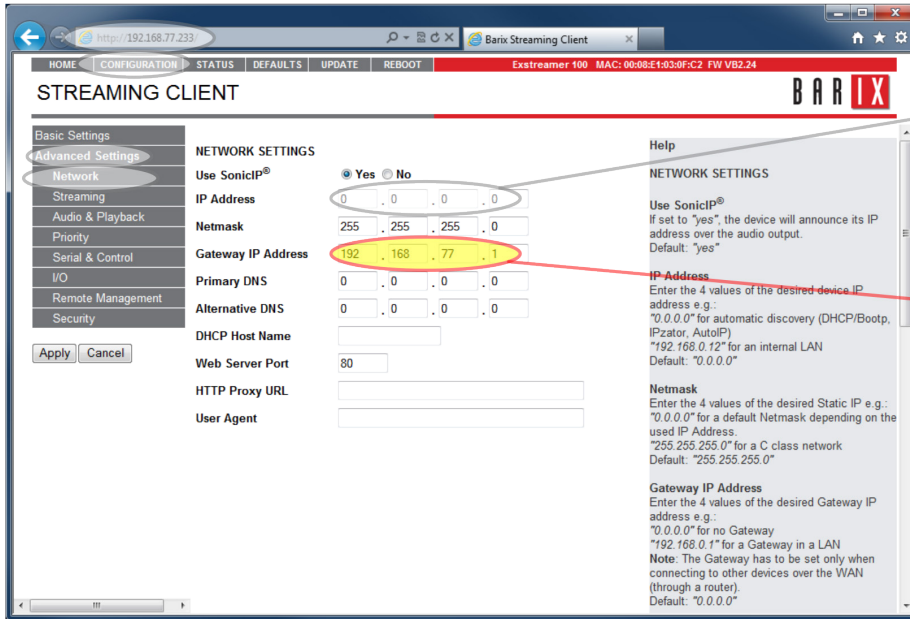 http://192.168.77.233/
Barix Streaming Client
HOME CONFIGURATION STATUS DEFAULTS UPDATE REBOOT
Exstreamer 100 MAC: 00:08:E1:03:0F:C2 FW VB2.24
STREAMING CLIENT
BARIX
Basic Settings
Advanced Settings
Network
Streaming
Audio & Playback
Priority
Serial & Control
I/O
Remote Management
Security
Apply Cancel
NETWORK SETTINGS
Use SonicIP® Yes No
IP Address 0 . 0 . 0 . 0
Netmask 255 . 255 . 255 . 0
Gateway IP Address 192 . 168 . 77 . 1
Primary DNS 0 . 0 . 0 . 0
Alternative DNS 0 . 0 . 0 . 0
DHCP Host Name
Web Server Port 80
HTTP Proxy URL
User Agent
Help
NETWORK SETTINGS
Use SonicIP®
If set to "yes", the device will announce its IP
address over the audio output.
Default: "yes"
IP Address
Enter the 4 values of the desired device IP
address e.g.:
"0.0.0.0" for automatic discovery (DHCP/Bootp,
IPzator, AutoIP)
"192.168.0.12" for an internal LAN
Default: "0.0.0.0"
Netmask
Enter the 4 values of the desired Static IP e.g.:
"0.0.0.0" for a default Netmask depending on the
used IP Address.
"255.255.255.0" for a C class network
Default: "255.255.255.0"
Gateway IP Address
Enter the 4 values of the desired Gateway IP
address e.g.:
"0.0.0.0" for no Gateway
"192.168.0.1" for a Gateway in a LAN
Note: The Gateway has to be set only when
connecting to other devices over the WAN
(through a router).
Default: "0.0.0.0"